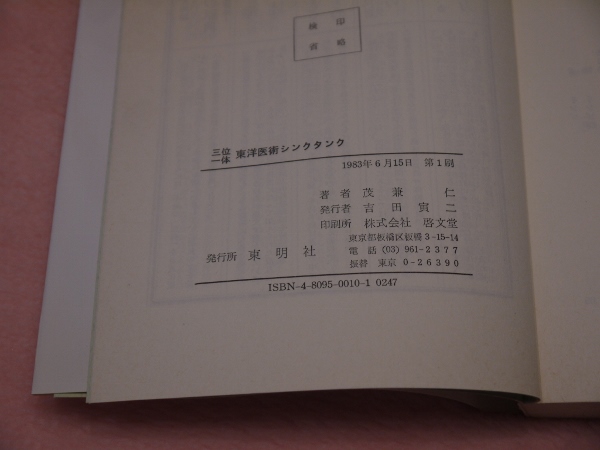 検印
省略
三位一体 東洋医術シンクタンク
1983年6月15日 第1刷
著者 茂兼 仁
発行者 吉田寅二
印刷所 株式会社 啓文堂
発行所 東明社
東京都板橋区板橋3-15-14
電話 (03) 961-2377
振替 東京 0-26390
ISBN-4-8095-0010-1 0247